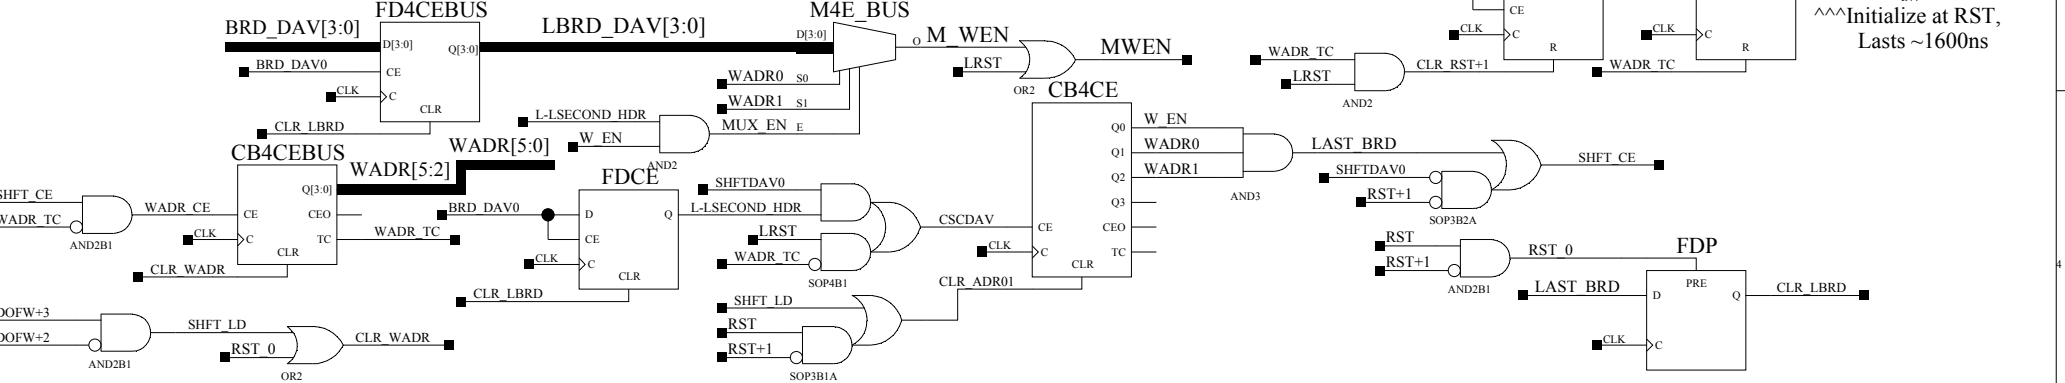 FD4CEBUS
BRD_DAV[3:0]
D[3:0]
Q[3:0]
LBRD_DAV[3:0]
BRD_DAV0
CE
CLK
C
CLR
CLR_LBRD
M4E_BUS
D[3:0]
O
M_WEN
WADR0
S0
WADR1
S1
MUX_EN
E
L-LSECOND_HDR
W_EN
AND2
LRST
OR2
MWEN
WADR_TC
LRST
AND2
CLR_RST+1
CE
CLK
C
R
CLK
C
R
WADR_TC
^^^Initialize at RST,
Lasts ~1600ns
4
CB4CEBUS
Q[3:0]
WADR[5:2]
WADR[5:0]
SHFT_CE
WADR_TC
AND2B1
WADR_CE
CE
CEO
CLK
C
TC
WADR_TC
CLR
CLR_WADR
FDCE
BRD_DAV0
D
Q
CE
CLK
C
CLR
CLR_LBRD
SHFTDAV0
L-LSECOND_HDR
LRST
WADR_TC
SOP4B1
CSCDAV
CB4CE
Q0
W_EN
Q1
WADR0
Q2
WADR1
Q3
CE
CEO
CLK
C
TC
CLR
CLR_ADR01
AND3
LAST_BRD
SHFTDAV0
RST+1
SOP3B2A
SHFT_CE
RST
RST+1
AND2B1
RST_0
FDP
PRE
LAST_BRD
D
Q
CLR_LBRD
CLK
C
DOFW+3
DOFW+2
AND2B1
SHFT_LD
RST_0
OR2
CLR_WADR
SHFT_LD
RST
RST+1
SOP3B1A